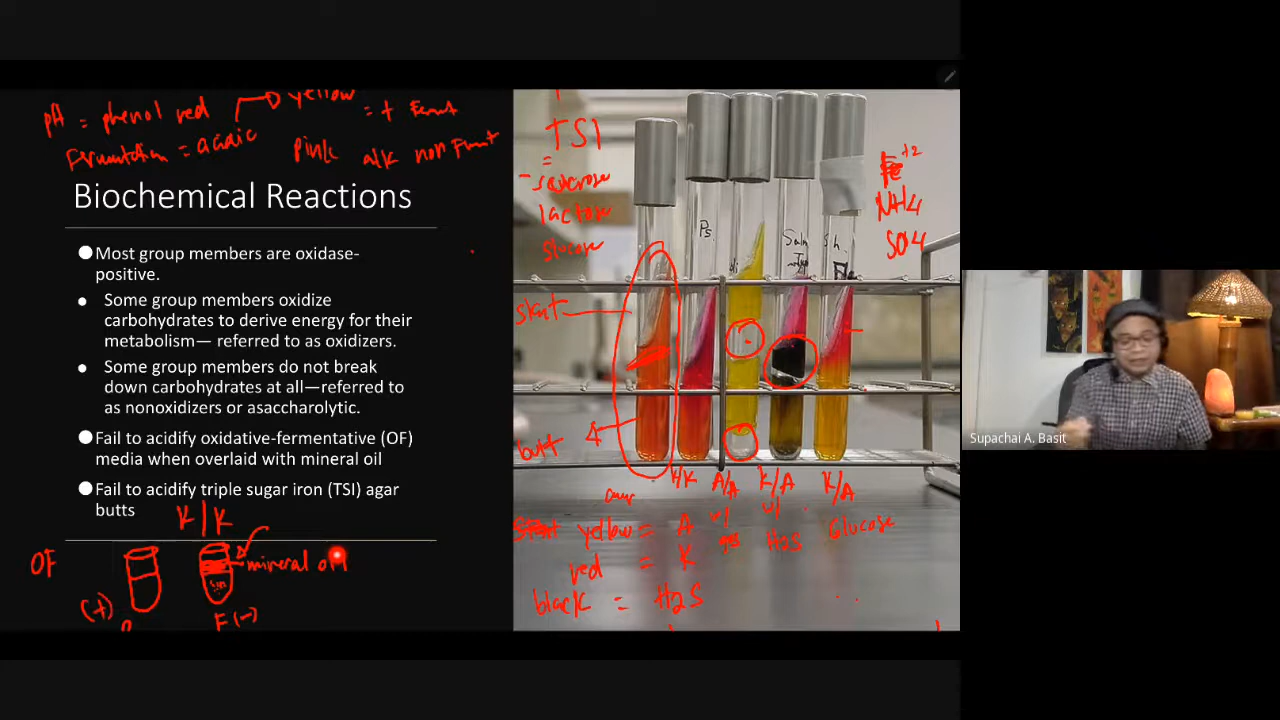 pH = phenol red → yellow = +
Fermentation = acidic Pink alk non Fment
Biochemical Reactions
Most group members are oxidase-
positive.
Some group members oxidize
carbohydrates to derive energy for their
metabolism— referred to as oxidizers.
Some group members do not break
down carbohydrates at all—referred to
as nonoxidizers or asaccharolytic.
Fail to acidify oxidative-fermentative (OF)
media when overlaid with mineral oil
Fail to acidify triple sugar iron (TSI) agar
butts
K | K
OF
mineral oil
(+)
F (-)
TSI
=
- sucrose
lactose
glucose
slant
butt
Ps.
Salm
Sh.
+2
NH4
SO4
K/K A/A K/A K/A
w/ w/ Glucose
gas H2S
yellow = A
red = K
black = H2S
Supachai A. Basit